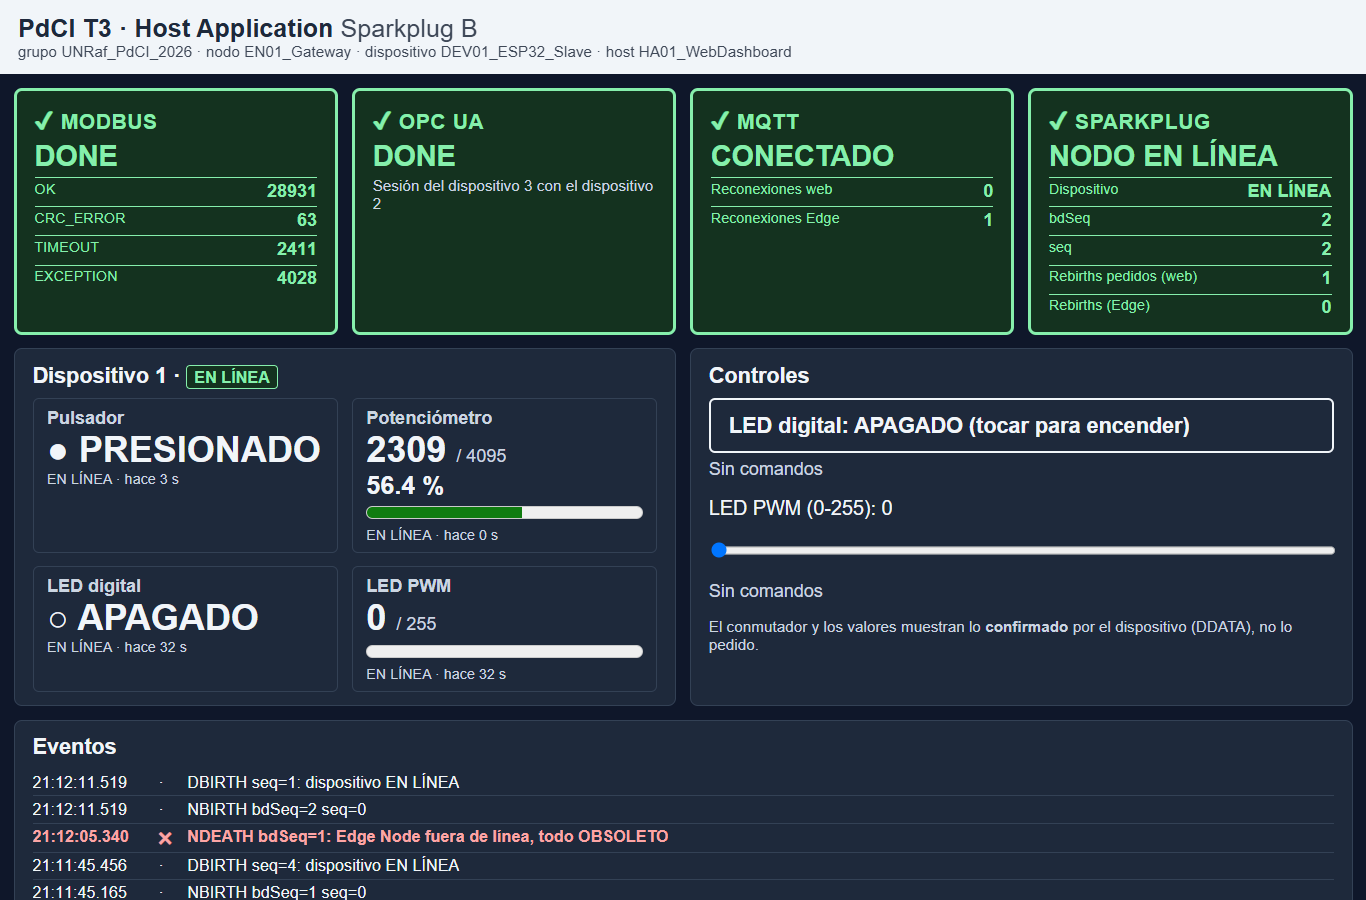 PdCI T3 · Host Application Sparkplug B
grupo UNRaf_PdCI_2026 · nodo EN01_Gateway · dispositivo DEV01_ESP32_Slave · host HA01_WebDashboard
✔ MODBUS
DONE
OK 28931
CRC_ERROR 63
TIMEOUT 2411
EXCEPTION 4028
✔ OPC UA
DONE
Sesión del dispositivo 3 con el dispositivo
2
✔ MQTT
CONECTADO
Reconexiones web 0
Reconexiones Edge 1
✔ SPARKPLUG
NODO EN LÍNEA
Dispositivo EN LÍNEA
bdSeq 2
seq 2
Rebirths pedidos (web) 1
Rebirths (Edge) 0
Dispositivo 1 · EN LÍNEA
Pulsador
● PRESIONADO
EN LÍNEA · hace 3 s
Potenciómetro
2309 / 4095
56.4 %
EN LÍNEA · hace 0 s
LED digital
○ APAGADO
EN LÍNEA · hace 32 s
LED PWM
0 / 255
EN LÍNEA · hace 32 s
Controles
LED digital: APAGADO (tocar para encender)
Sin comandos
LED PWM (0-255): 0
Sin comandos
El conmutador y los valores muestran lo confirmado por el dispositivo (DDATA), no lo
pedido.
Eventos
21:12:11.519 · DBIRTH seq=1: dispositivo EN LÍNEA
21:12:11.519 · NBIRTH bdSeq=2 seq=0
21:12:05.340 ✖ NDEATH bdSeq=1: Edge Node fuera de línea, todo OBSOLETO
21:11:45.456 · DBIRTH seq=4: dispositivo EN LÍNEA
21:11:45.165 · NBIRTH bdSeq=1 seq=0